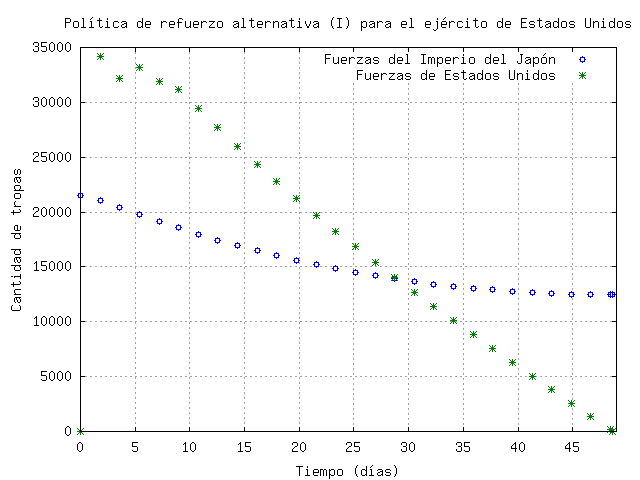 Política de refuerzo alternativa (I) para el ejército de Estados Unidos
Fuerzas del Imperio del Japón
Fuerzas de Estados Unidos
35000
30000
25000
20000
15000
10000
5000
0
Cantidad de tropas
0 5 10 15 20 25 30 35 40 45
Tiempo (días)